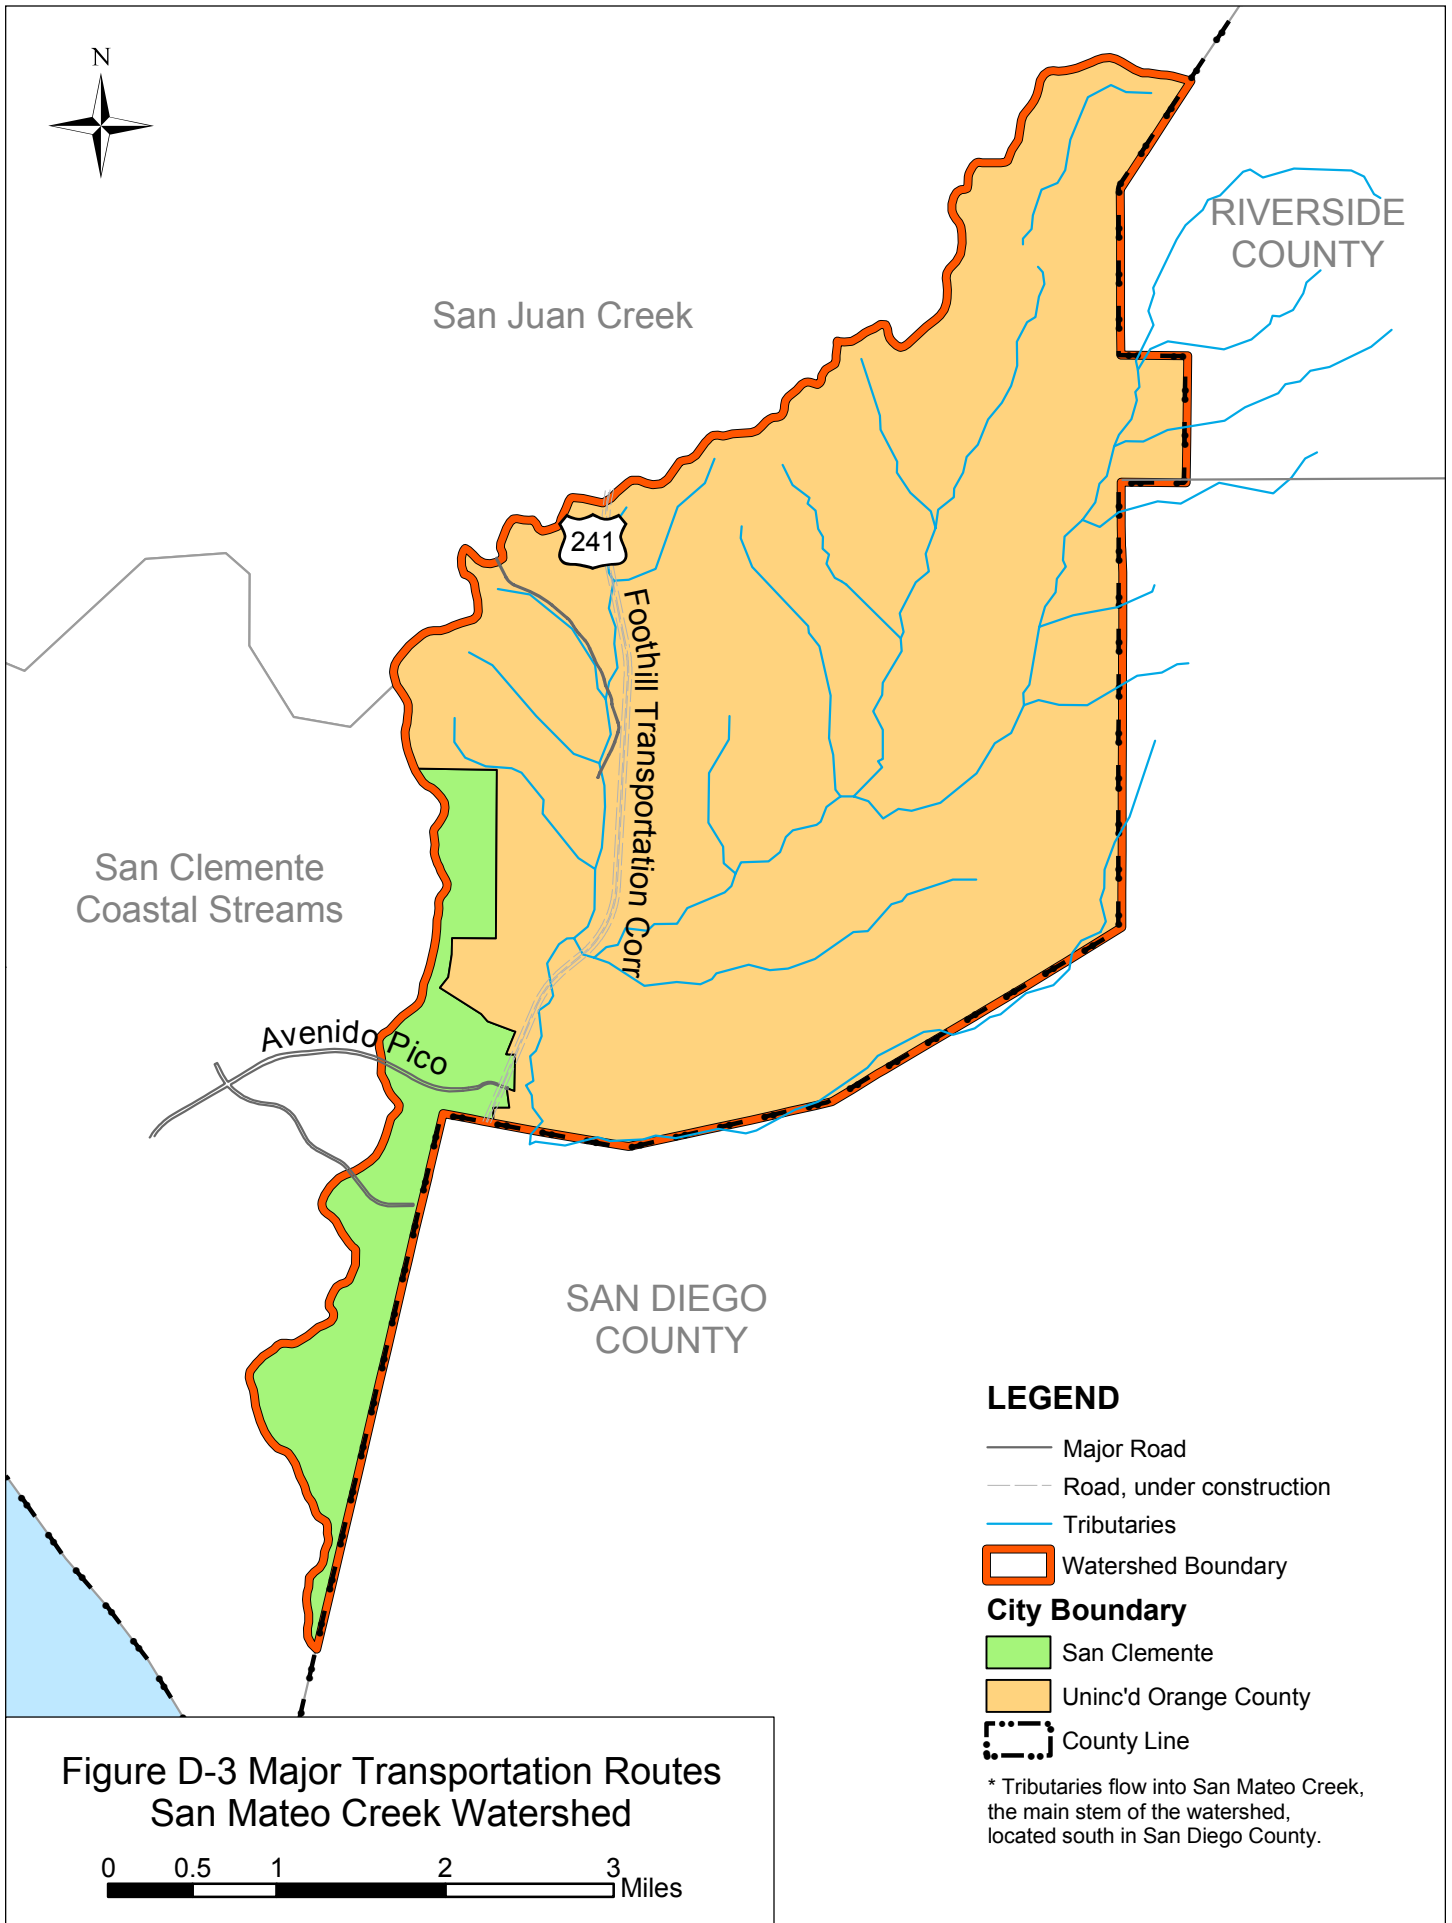 N
RIVERSIDE
COUNTY
San Juan Creek
241
Foothill Transportation Corr
San Clemente
Coastal Streams
Avenido Pico
SAN DIEGO
COUNTY
LEGEND
Major Road
Road, under construction
Tributaries
Watershed Boundary
City Boundary
San Clemente
Uninc'd Orange County
County Line
* Tributaries flow into San Mateo Creek,
the main stem of the watershed,
located south in San Diego County.
Figure D-3 Major Transportation Routes
San Mateo Creek Watershed
0 0.5 1 2 3
Miles